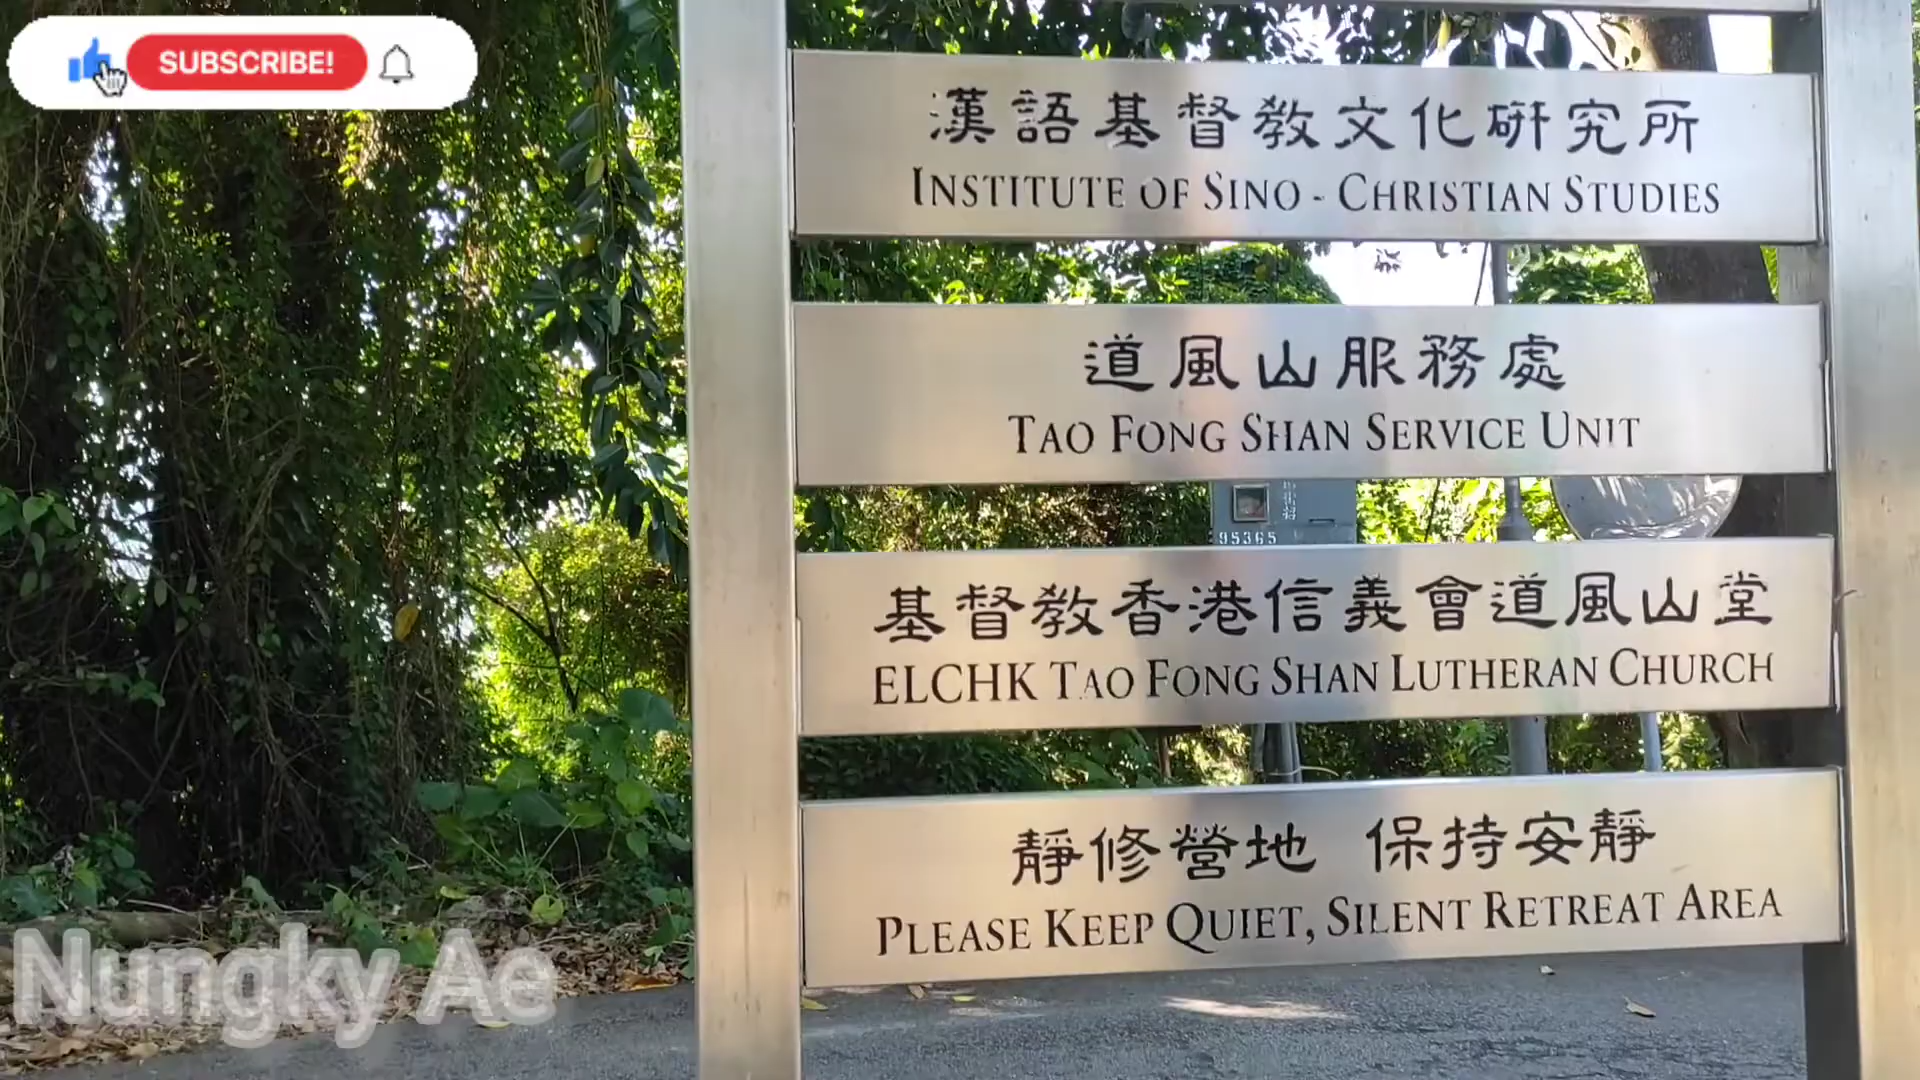 SUBSCRIBE!
漢語基督教文化研究所
INSTITUTE OF SINO - CHRISTIAN STUDIES
道風山服務處
TAO FONG SHAN SERVICE UNIT
95365
基督教香港信義會道風山堂
ELCHK TAO FONG SHAN LUTHERAN CHURCH
靜修營地 保持安靜
PLEASE KEEP QUIET, SILENT RETREAT AREA
Nungky Ae